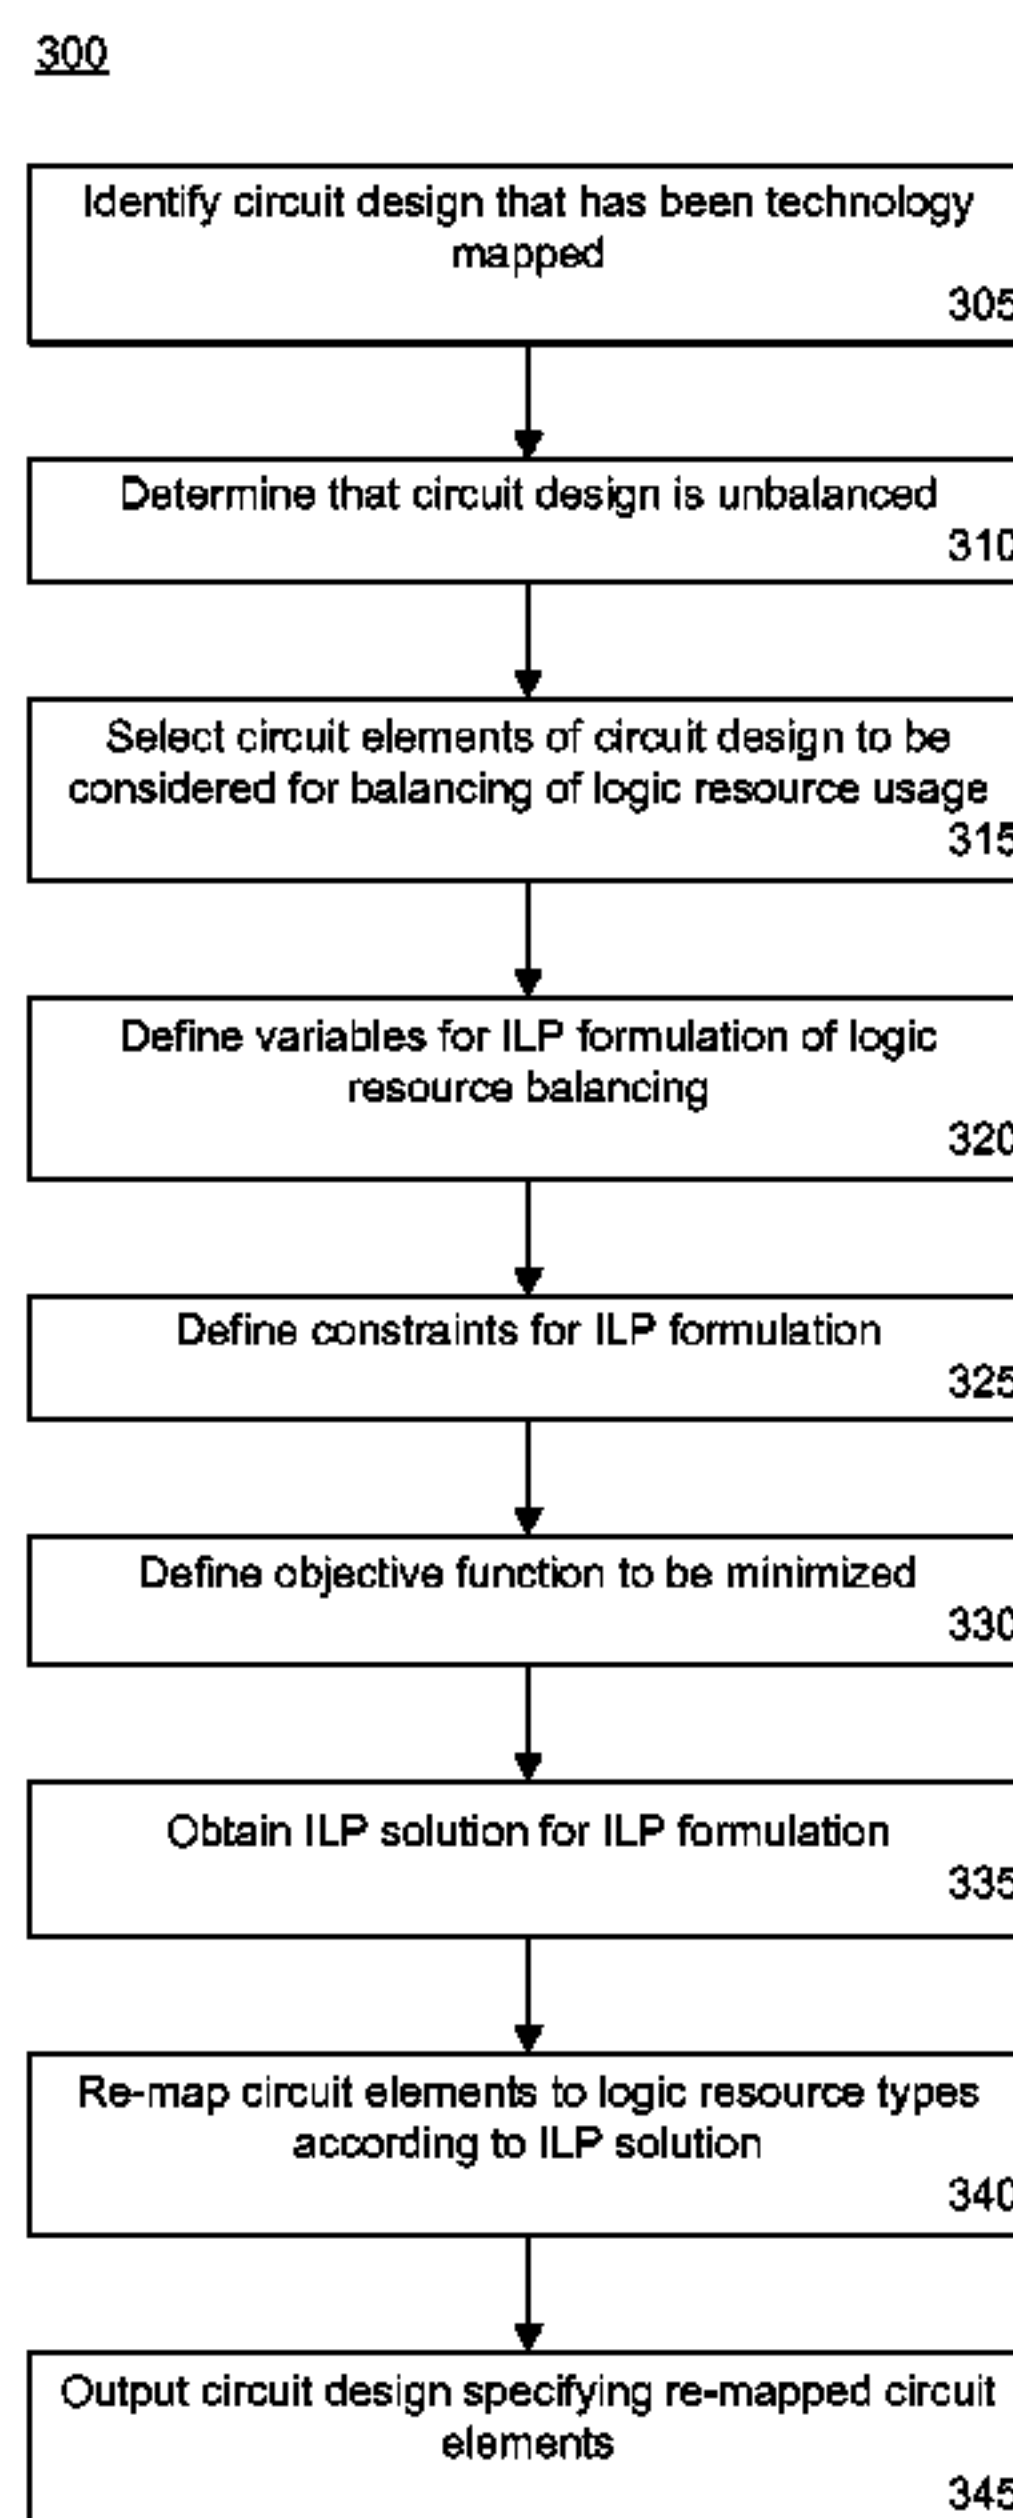 300
Identify circuit design that has been technology
mapped
305
Determine that circuit design is unbalanced
310
Select circuit elements of circuit design to be
considered for balancing of logic resource usage
315
Define variables for ILP formulation of logic
resource balancing
320
Define constraints for ILP formulation
325
Define objective function to be minimized
330
Obtain ILP solution for ILP formulation
335
Re-map circuit elements to logic resource types
according to ILP solution
340
Output circuit design specifying re-mapped circuit
elements
345